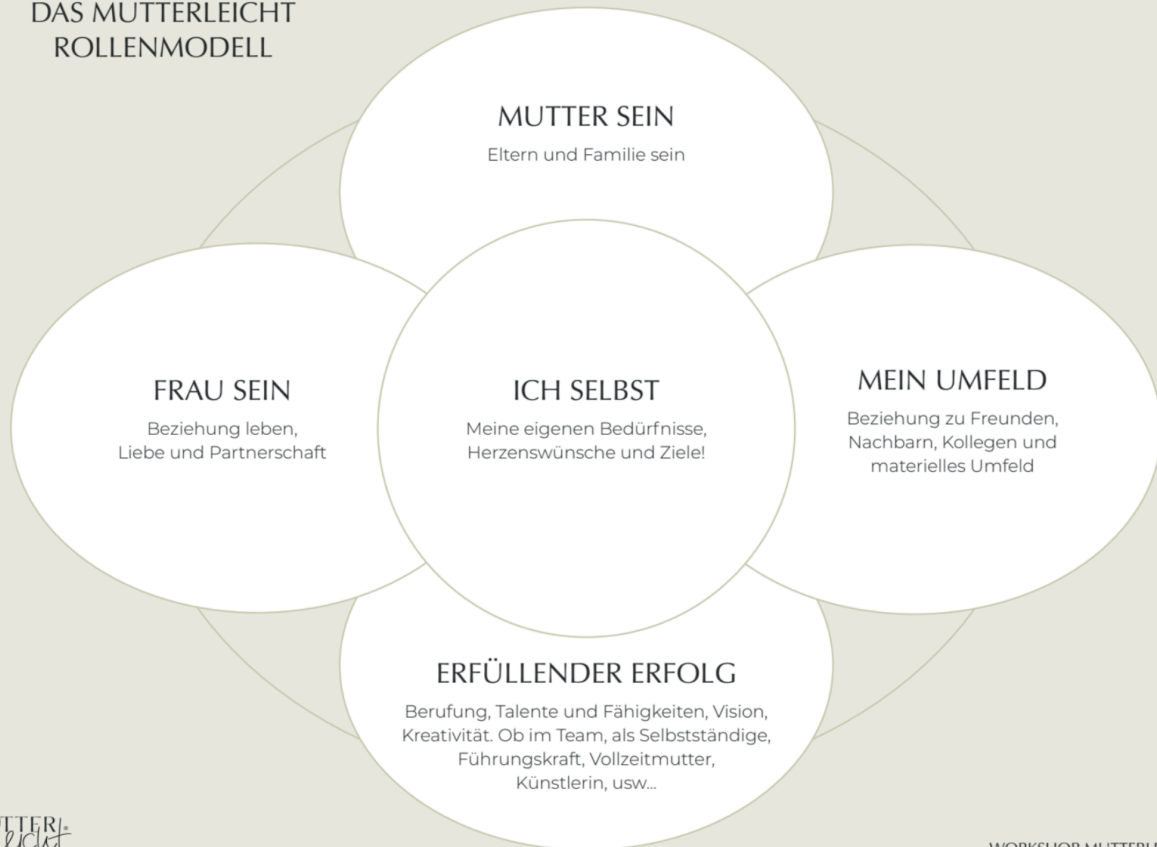 DAS MUTTERLEICHT
ROLLENMODELL
MUTTER SEIN
Eltern und Familie sein
FRAU SEIN
Beziehung leben,
Liebe und Partnerschaft
ICH SELBST
Meine eigenen Bedürfnisse,
Herzenswünsche und Ziele!
MEIN UMFELD
Beziehung zu Freunden,
Nachbarn, Kollegen und
materielles Umfeld
ERFÜLLENDER ERFOLG
Berufung, Talente und Fähigkeiten, Vision,
Kreativität. Ob im Team, als Selbstständige,
Führungskraft, Vollzeitmutter,
Künstlerin, usw...
WORKSHOP